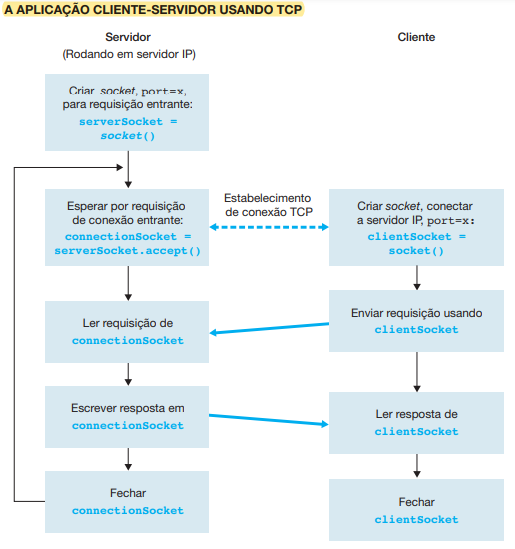 A APLICAÇÃO CLIENTE-SERVIDOR USANDO TCP
Servidor
(Rodando em servidor IP)
Cliente
Criar socket, port=x,
para requisição entrante:
serverSocket =
socket()
Esperar por requisição
de conexão entrante:
connectionSocket =
serverSocket.accept()
Estabelecimento
de conexão TCP
Criar socket, conectar
a servidor IP, port=x:
clientSocket =
socket()
Ler requisição de
connectionSocket
Enviar requisição usando
clientSocket
Escrever resposta em
connectionSocket
Ler resposta de
clientSocket
Fechar
connectionSocket
Fechar
clientSocket